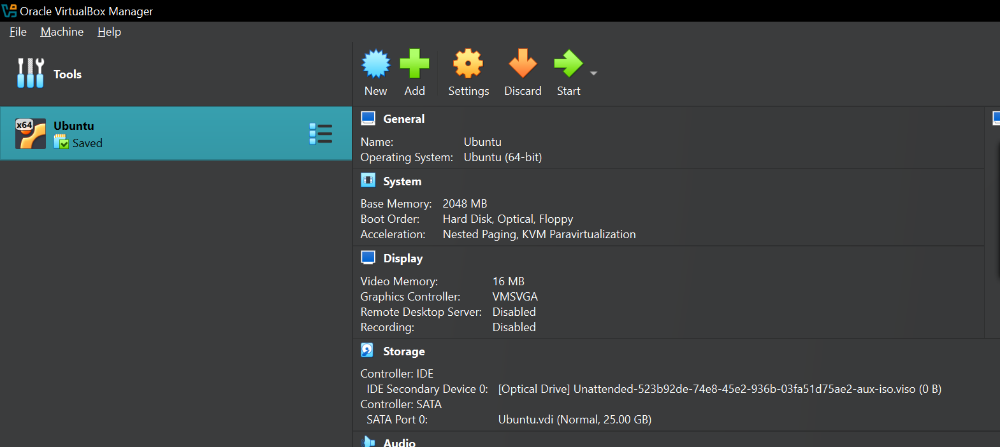 Oracle VirtualBox Manager
File Machine Help
Tools
New Add Settings Discard Start
x64
Ubuntu
Saved
General
Name: Ubuntu
Operating System: Ubuntu (64-bit)
System
Base Memory: 2048 MB
Boot Order: Hard Disk, Optical, Floppy
Acceleration: Nested Paging, KVM Paravirtualization
Display
Video Memory: 16 MB
Graphics Controller: VMSVGA
Remote Desktop Server: Disabled
Recording: Disabled
Storage
Controller: IDE
IDE Secondary Device 0: [Optical Drive] Unattended-523b92de-74e8-45e2-936b-03fa51d75ae2-aux-iso.viso (0 B)
Controller: SATA
SATA Port 0: Ubuntu.vdi (Normal, 25.00 GB)
Audio